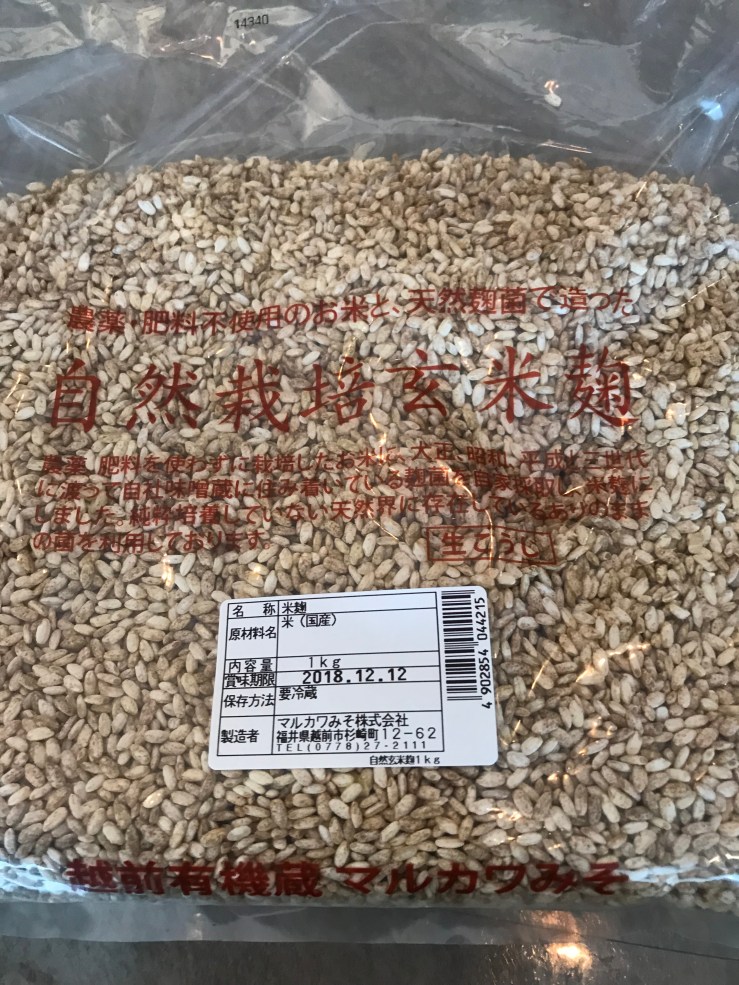 14340
農薬・肥料不使用のお米と、天然麹菌で造った
自然栽培玄米麹
農薬、肥料を使わずに栽培したお米に、大正、昭和、平成と三世代
に渡って自社味噌蔵に住み着いている麹菌を自家採取し、米麹に
しました。純粋培養していない天然界に存在しているありのまま
の菌を利用しております。
生こうじ
名 称 米麹
原材料名 米(国産)
内容量 1kg
賞味期限 2018.12.12
保存方法 要冷蔵
製造者 マルカワみそ株式会社
福井県越前市杉崎町12-62
TEL(0778)27-2111
自然玄米麹1kg
4 902854 044215
越前有機蔵 マルカワみそ